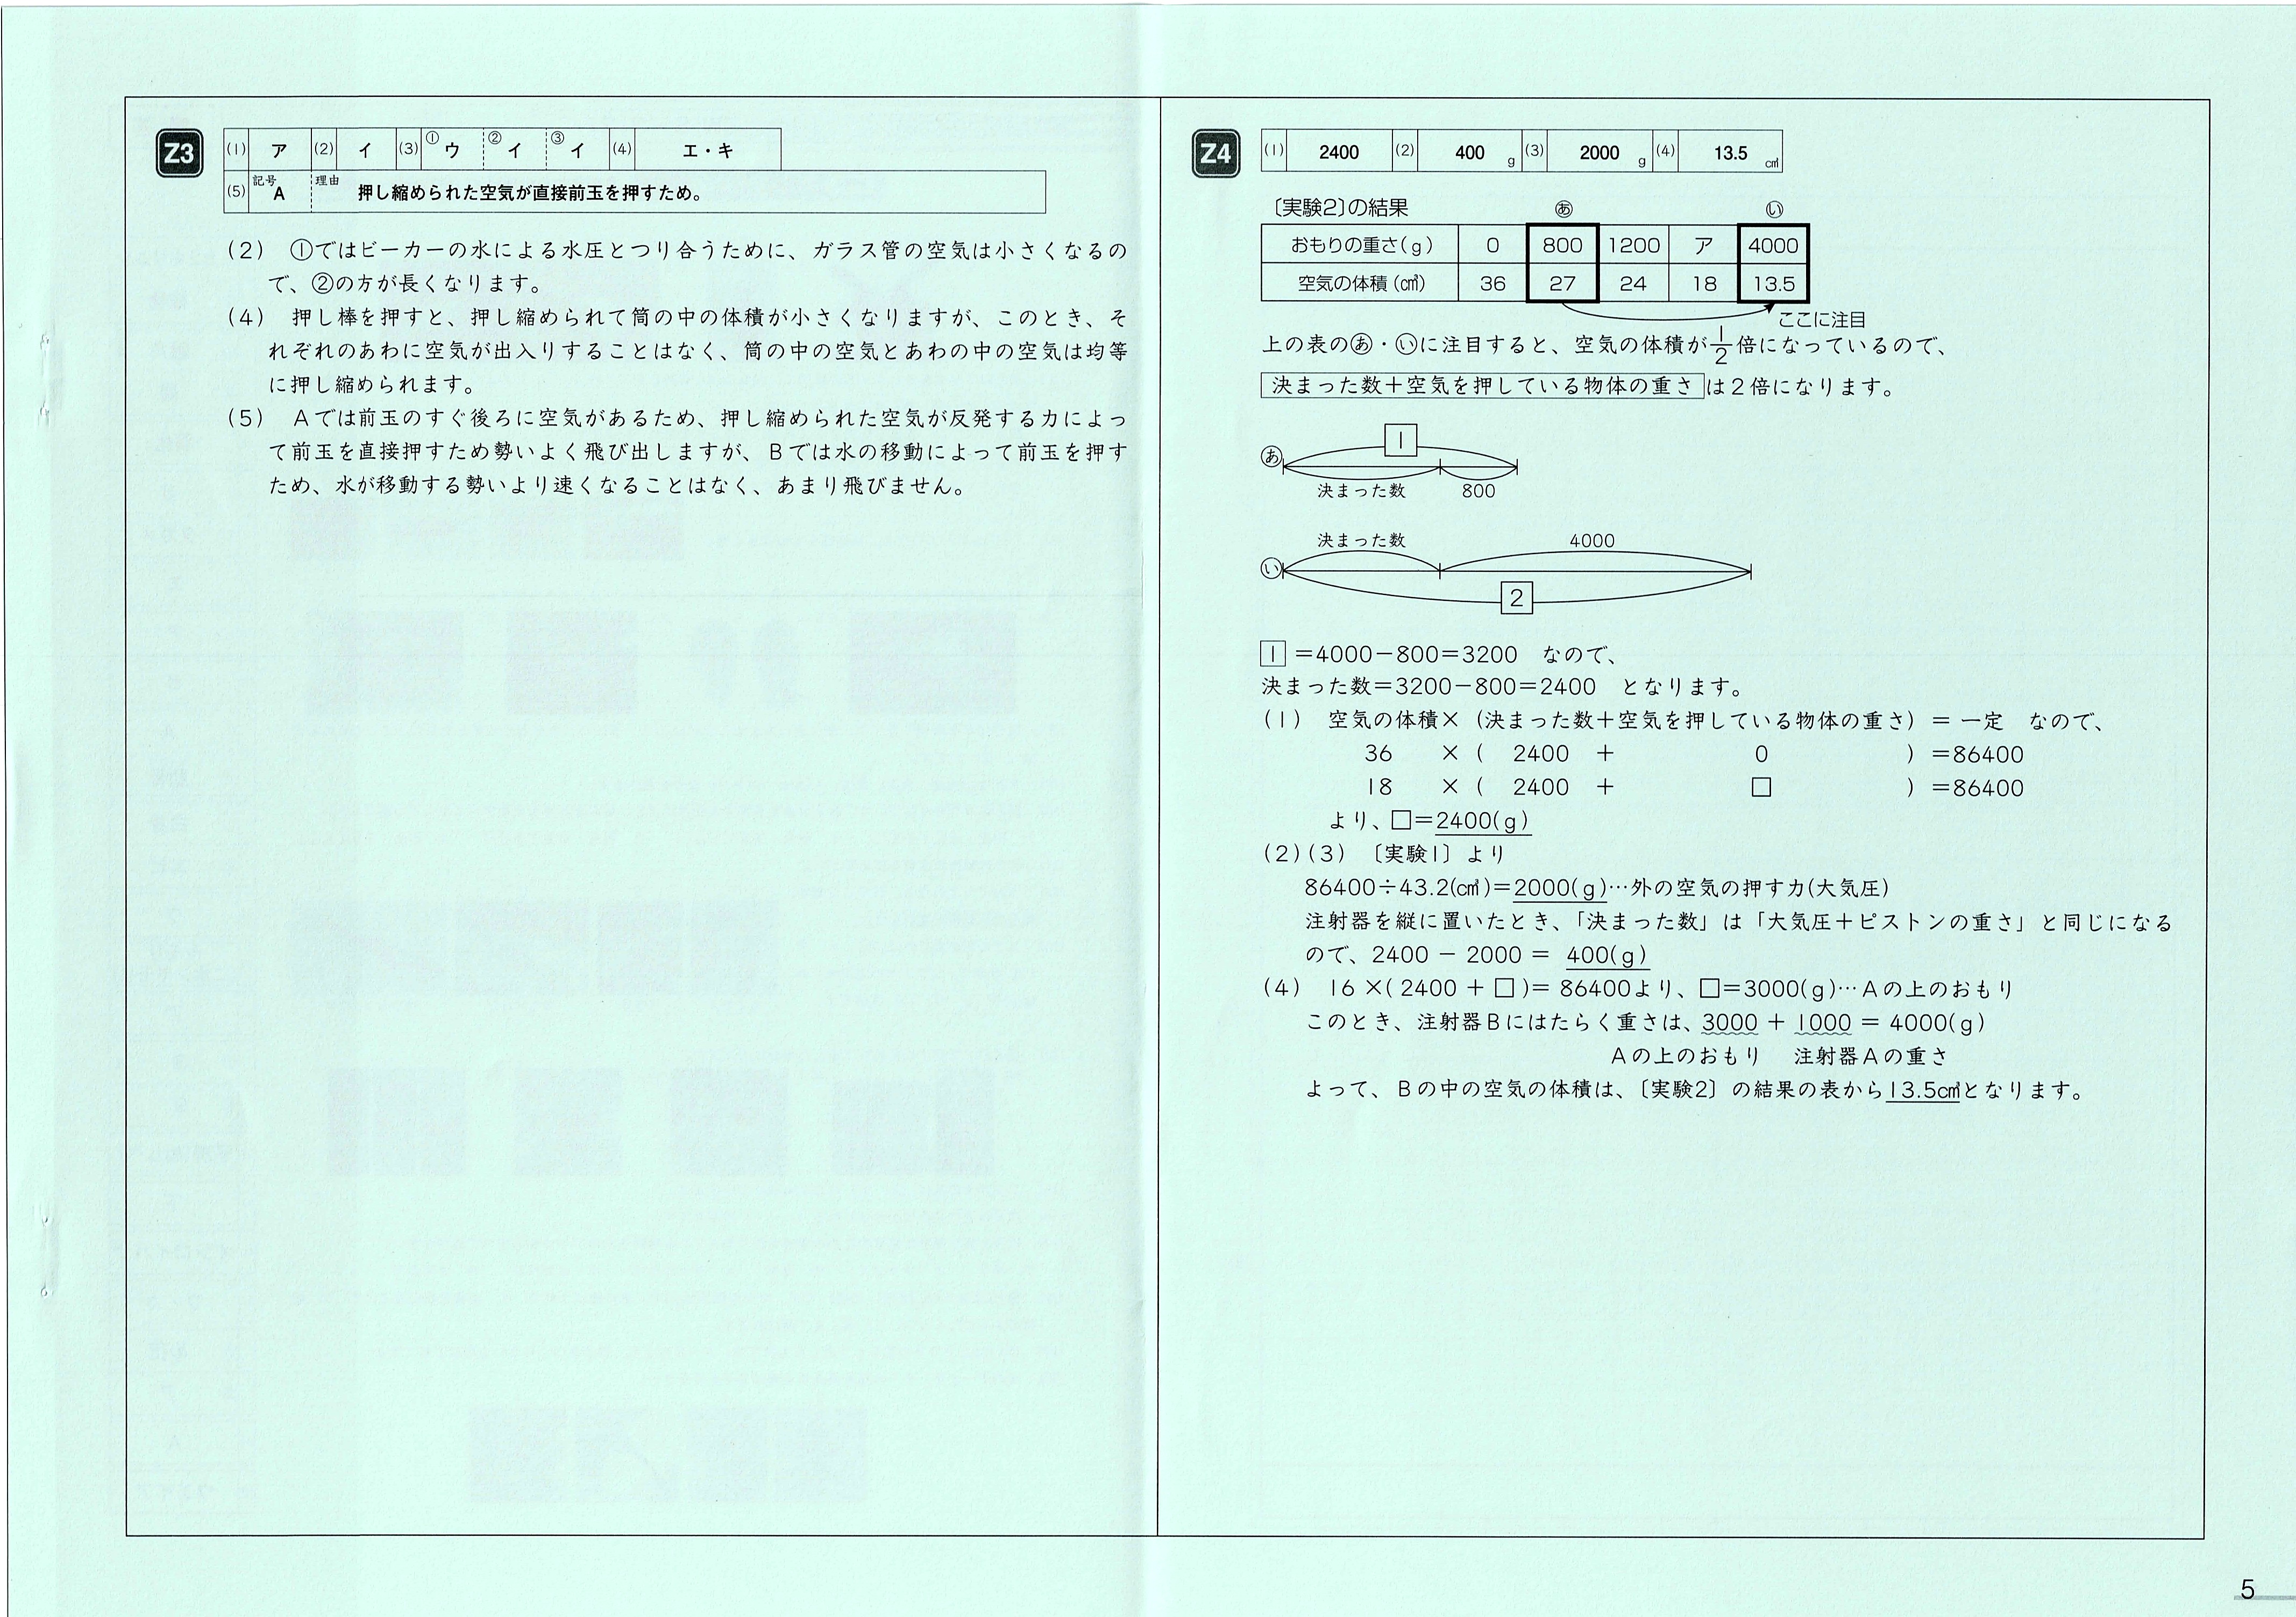 Z3
(1) ア (2) イ (3) ① ウ ② イ ③ イ (4) エ・キ
(5) 記号 A 理由 押し縮められた空気が直接前玉を押すため。
(2) ①ではビーカーの水による水圧とつり合うために、ガラス管の空気は小さくなるの
で、②の方が長くなります。
(4) 押し棒を押すと、押し縮められて筒の中の体積が小さくなりますが、このとき、そ
れぞれのあわに空気が出入りすることはなく、筒の中の空気とあわの中の空気は均等
に押し縮められます。
(5) Aでは前玉のすぐ後ろに空気があるため、押し縮められた空気が反発する力によっ
て前玉を直接押すため勢いよく飛び出しますが、Bでは水の移動によって前玉を押す
ため、水が移動する勢いより速くなることはなく、あまり飛びません。
Z4
(1) 2400 (2) 400 g (3) 2000 g (4) 13.5 ㎤
〔実験2〕の結果 あ い
おもりの重さ(g) 0 800 1200 ア 4000
空気の体積(㎤) 36 27 24 18 13.5
ここに注目
上の表のあ・いに注目すると、空気の体積が1/2倍になっているので、
決まった数+空気を押している物体の重さ は2倍になります。
1
あ
決まった数 800
決まった数 4000
い
2
1 =4000-800=3200 なので、
決まった数=3200-800=2400 となります。
(1) 空気の体積×(決まった数+空気を押している物体の重さ)= 一定 なので、
36 ×( 2400 + 0 )=86400
18 ×( 2400 + □ )=86400
より、□=2400(g)
(2)(3) 〔実験1〕より
86400÷43.2(㎤)=2000(g)…外の空気の押す力(大気圧)
注射器を縦に置いたとき、「決まった数」は「大気圧+ピストンの重さ」と同じになる
ので、2400 - 2000 = 400(g)
(4) 16 ×( 2400 + □ )= 86400より、□=3000(g)…Aの上のおもり
このとき、注射器Bにはたらく重さは、3000 + 1000 = 4000(g)
Aの上のおもり 注射器Aの重さ
よって、Bの中の空気の体積は、〔実験2〕の結果の表から13.5㎤となります。
5